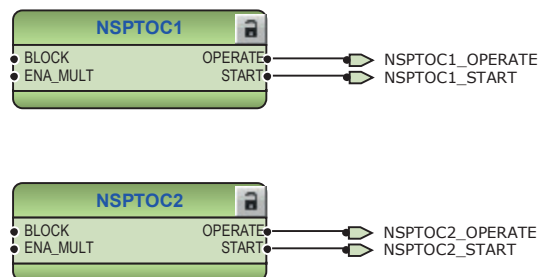 NSPTOC1
BLOCK OPERATE NSPTOC1_OPERATE
ENA_MULT START NSPTOC1_START
NSPTOC2
BLOCK OPERATE NSPTOC2_OPERATE
ENA_MULT START NSPTOC2_START